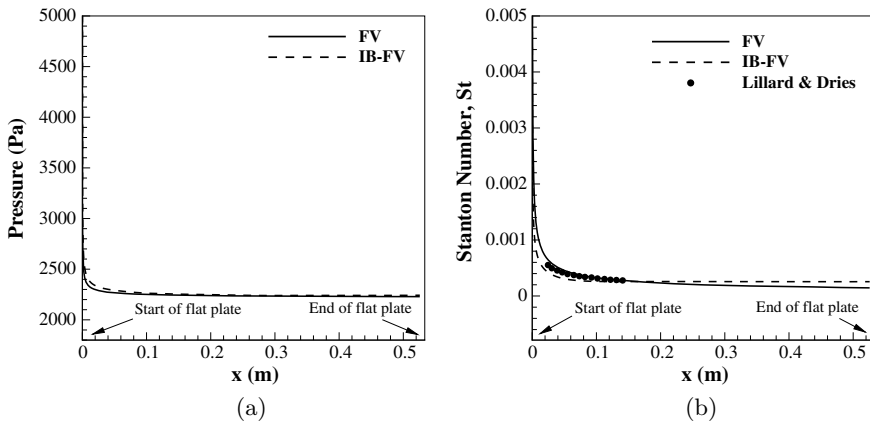 Pressure (Pa)
5000
4500
4000
3500
3000
2500
2000
FV
IB-FV
Start of flat plate
End of flat plate
0
0.1
0.2
0.3
0.4
0.5
x (m)
(a)
Stanton Number, St
0.005
0.004
0.003
0.002
0.001
0
FV
IB-FV
Lillard & Dries
Start of flat plate
End of flat plate
0
0.1
0.2
0.3
0.4
0.5
x (m)
(b)